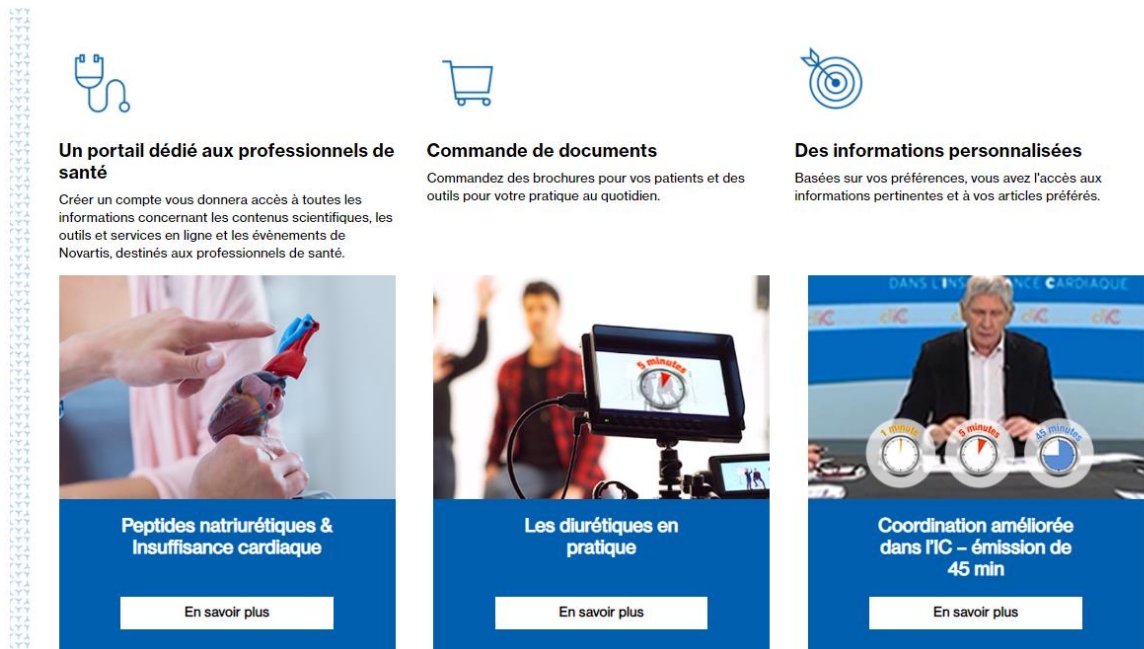 Un portail dédié aux professionnels de
santé
Créer un compte vous donnera accès à toutes les
informations concernant les contenus scientifiques, les
outils et services en ligne et les évènements de
Novartis, destinés aux professionnels de santé.
Commande de documents
Commandez des brochures pour vos patients et des
outils pour votre pratique au quotidien.
Des informations personnalisées
Basées sur vos préférences, vous avez l'accès aux
informations pertinentes et à vos articles préférés.
5 minutes
DANS L'INS
NCE CARDIAQUE
1 minute
5 minutes
45 minutes
Peptides natriurétiques &
Insuffisance cardiaque
En savoir plus
Les diurétiques en
pratique
En savoir plus
Coordination améliorée
dans l'IC – émission de
45 min
En savoir plus